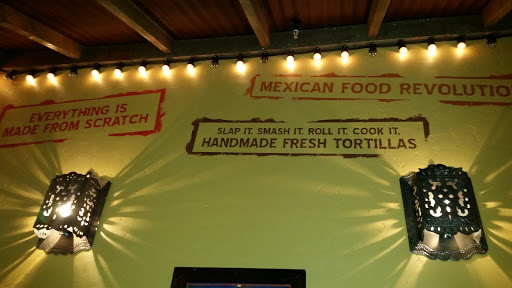 EVERYTHING IS
MADE FROM SCRATCH
MEXICAN FOOD REVOLUTIO
SLAP IT. SMASH IT. ROLL IT. COOK IT.
HANDMADE FRESH TORTILLAS